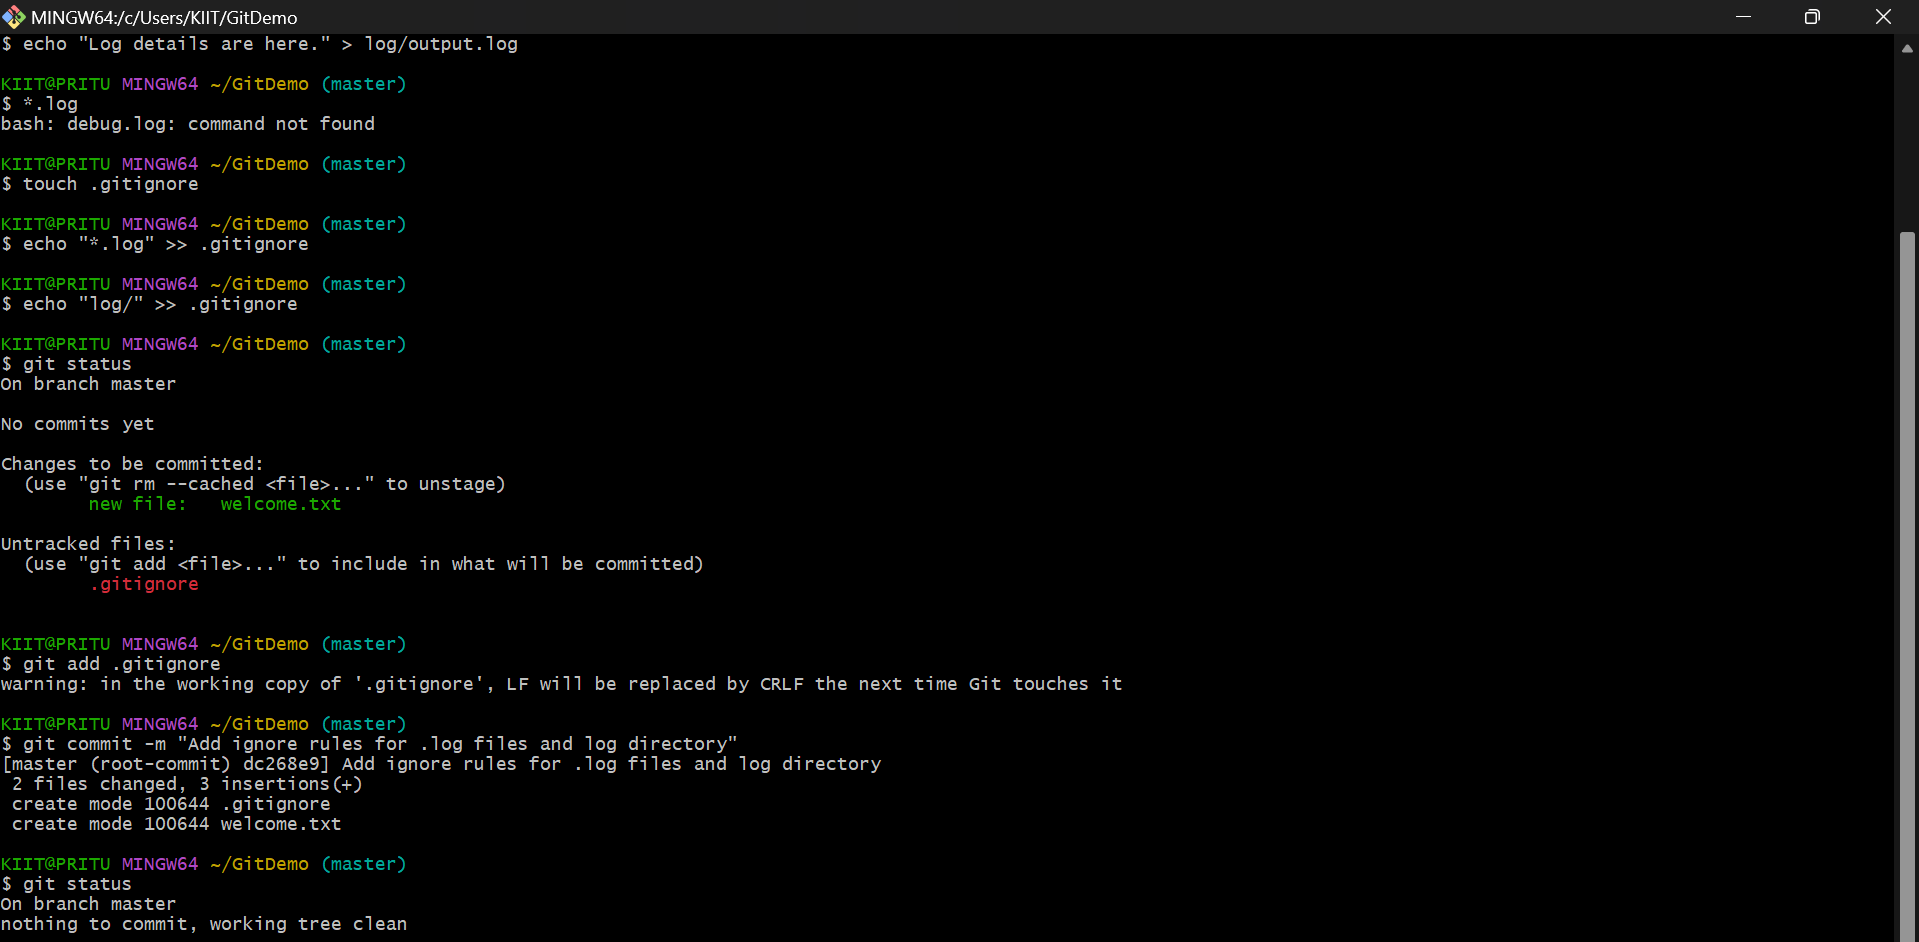 MINGW64:/c/Users/KIIT/GitDemo
$ echo "Log details are here." > log/output.log
KIIT@PRITU MINGW64 ~/GitDemo (master)
$ *.log
bash: debug.log: command not found
KIIT@PRITU MINGW64 ~/GitDemo (master)
$ touch .gitignore
KIIT@PRITU MINGW64 ~/GitDemo (master)
$ echo "*.log" >> .gitignore
KIIT@PRITU MINGW64 ~/GitDemo (master)
$ echo "log/" >> .gitignore
KIIT@PRITU MINGW64 ~/GitDemo (master)
$ git status
On branch master
No commits yet
Changes to be committed:
  (use "git rm --cached <file>..." to unstage)
        new file:   welcome.txt
Untracked files:
  (use "git add <file>..." to include in what will be committed)
        .gitignore
KIIT@PRITU MINGW64 ~/GitDemo (master)
$ git add .gitignore
warning: in the working copy of '.gitignore', LF will be replaced by CRLF the next time Git touches it
KIIT@PRITU MINGW64 ~/GitDemo (master)
$ git commit -m "Add ignore rules for .log files and log directory"
[master (root-commit) dc268e9] Add ignore rules for .log files and log directory
 2 files changed, 3 insertions(+)
 create mode 100644 .gitignore
 create mode 100644 welcome.txt
KIIT@PRITU MINGW64 ~/GitDemo (master)
$ git status
On branch master
nothing to commit, working tree clean